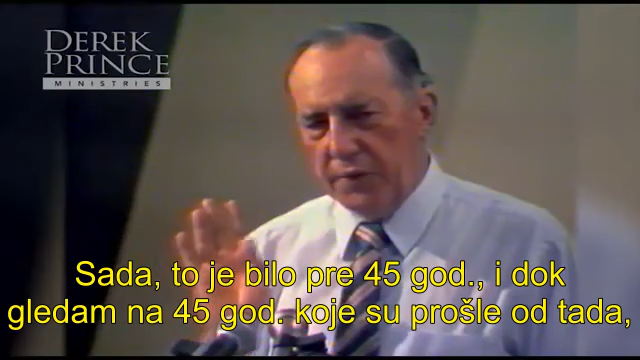 DEREK
PRINCE
MINISTRIES
Sada, to je bilo pre 45 god., i dok
gledam na 45 god. koje su prošle od tada,